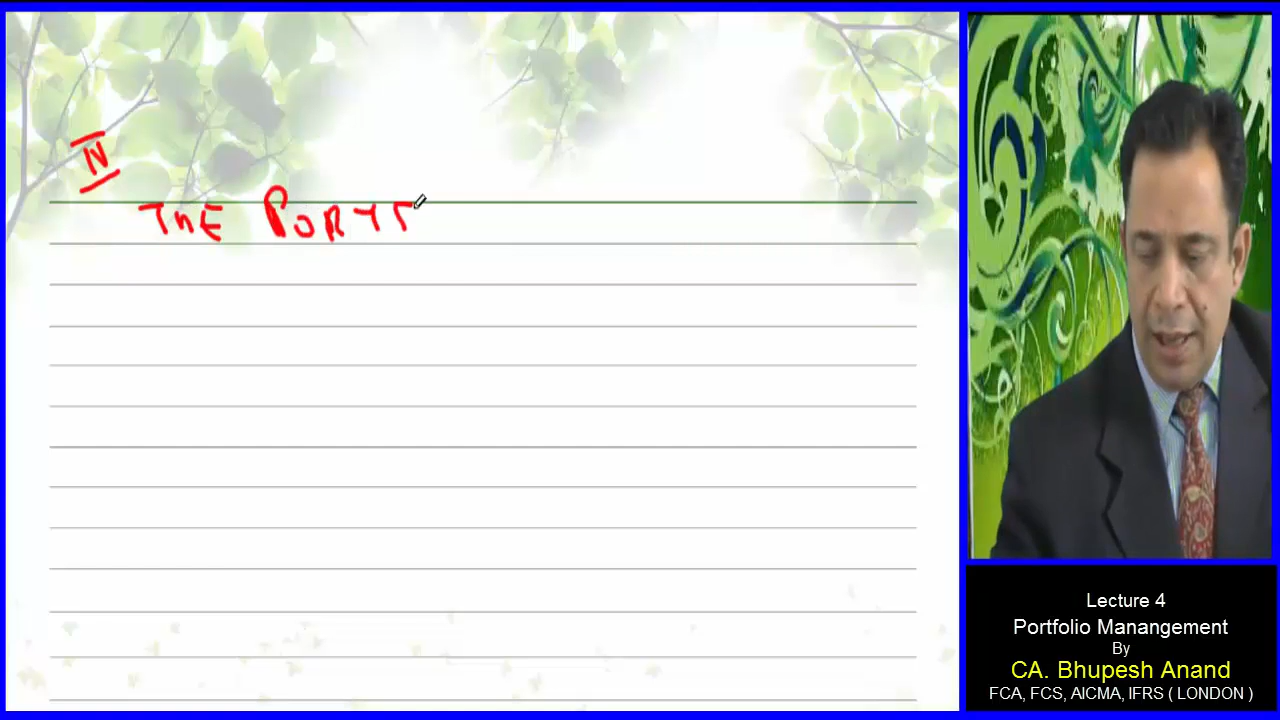 IV
THE PORTF
Lecture 4
Portfolio Manangement
By
CA. Bhupesh Anand
FCA, FCS, AICMA, IFRS ( LONDON )